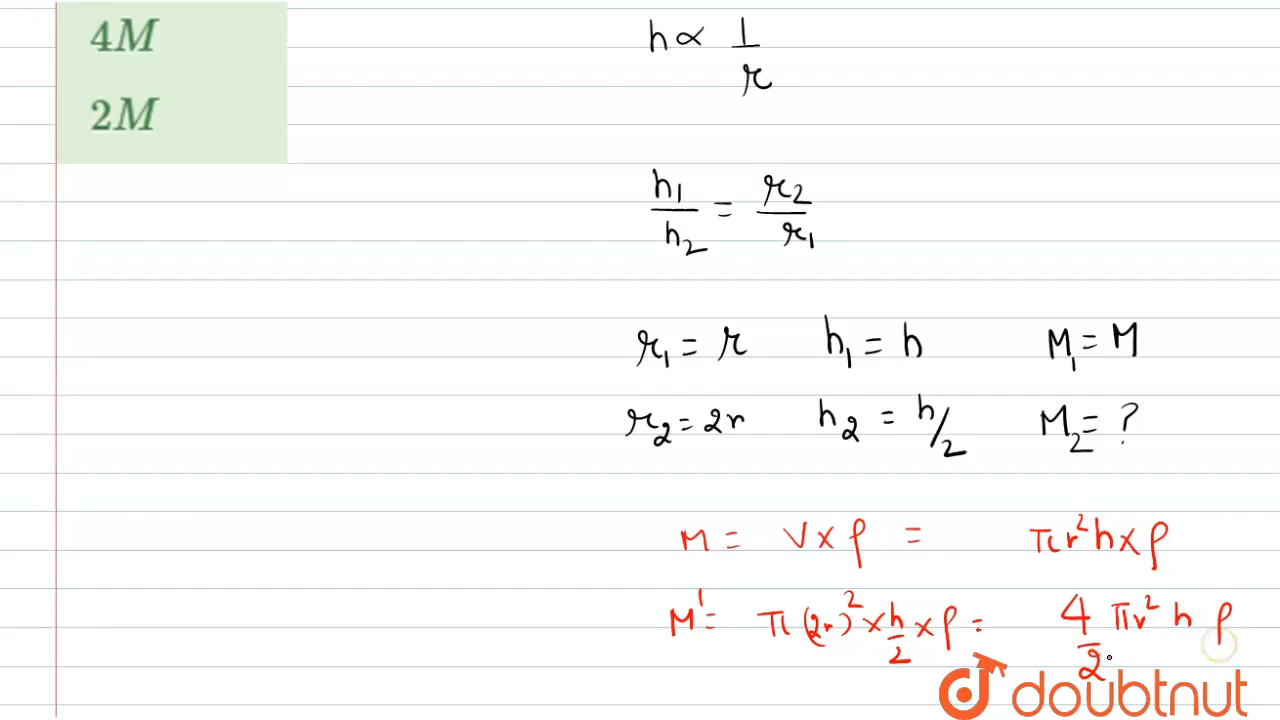 4M
2M
h ∝ 1/r
h₁/h₂ = r₂/r₁
r₁ = r h₁ = h M₁ = M
r₂ = 2r h₂ = h/2 M₂ = ?
M = V × ρ = πr²h × ρ
M' = π(2r)² × h/2 × ρ = 4/2 πr² h ρ
doubtnut